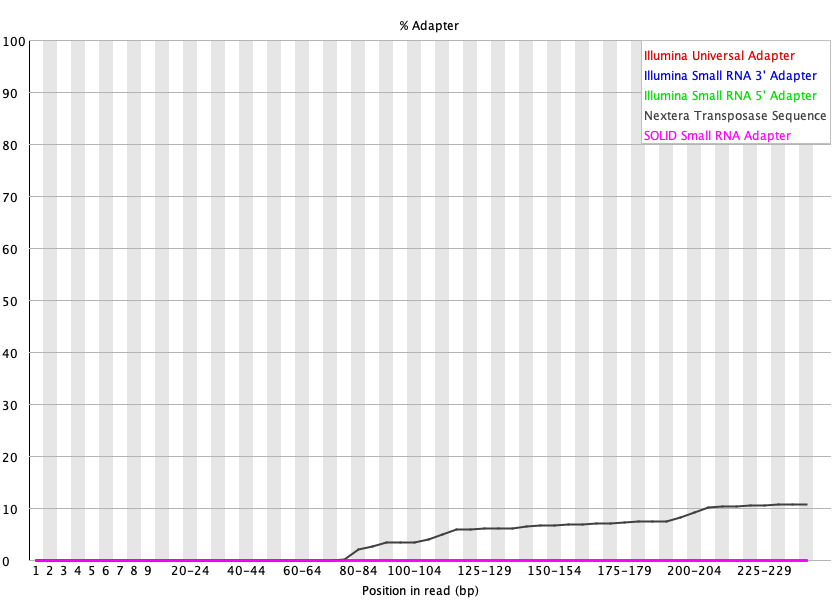 % Adapter
100
90
80
70
60
50
40
30
20
10
0
Illumina Universal Adapter
Illumina Small RNA 3' Adapter
Illumina Small RNA 5' Adapter
Nextera Transposase Sequence
SOLID Small RNA Adapter
1 2 3 4 5 6 7 8 9 20-24 40-44 60-64 80-84 100-104 125-129 150-154 175-179 200-204 225-229
Position in read (bp)